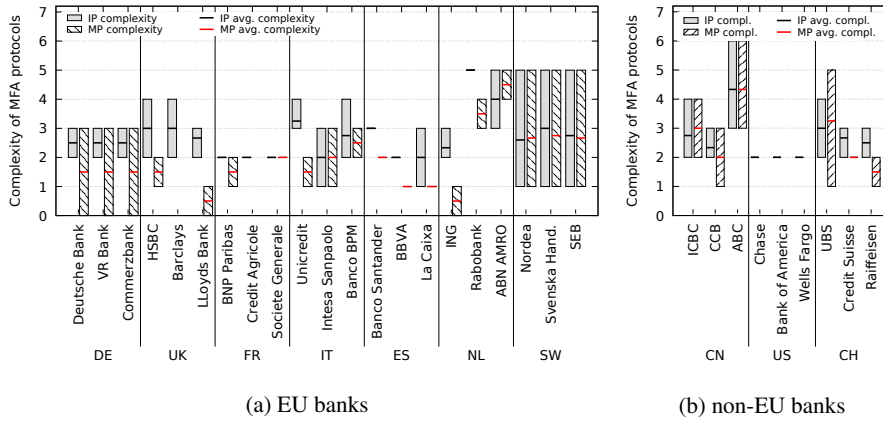 IP complexity
MP complexity
IP avg. complexity
MP avg. complexity
Complexity of MFA protocols
7
6
5
4
3
2
1
0
Deutsche Bank
VR Bank
Commerzbank
HSBC
Barclays
LLoyds Bank
BNP Paribas
Credit Agricole
Societe Generale
Unicredit
Intesa Sanpaolo
Banco BPM
Banco Santander
BBVA
La Caixa
ING
Rabobank
ABN AMRO
Nordea
Svenska Hand.
SEB
DE
UK
FR
IT
ES
NL
SW
(a) EU banks
IP compl.
MP compl.
IP avg. compl.
MP avg. compl.
Complexity of MFA protocols
7
6
5
4
3
2
1
0
ICBC
CCB
ABC
Chase
Bank of America
Wells Fargo
UBS
Credit Suisse
Raiffeisen
CN
US
CH
(b) non-EU banks